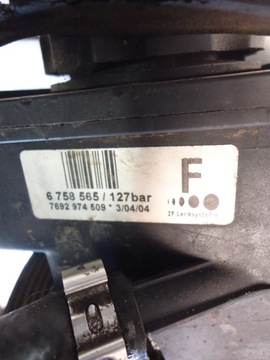 F
6 758 565 / 127bar
7692 974 509 * 3/04/04
ZF Lenksysteme